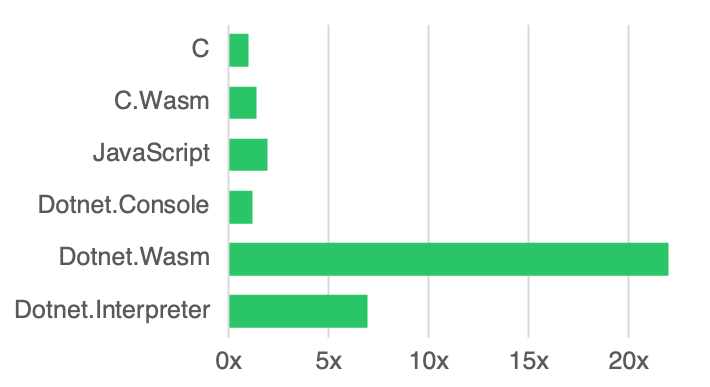 C
C.Wasm
JavaScript
Dotnet.Console
Dotnet.Wasm
Dotnet.Interpreter
0x 5x 10x 15x 20x